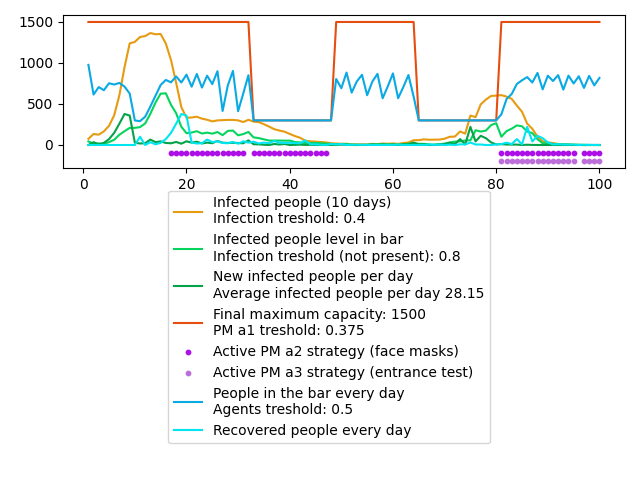 1500
1000
500
0
0 20 40 60 80 100
Infected people (10 days)
Infection treshold: 0.4
Infected people level in bar
Infection treshold (not present): 0.8
New infected people per day
Average infected people per day 28.15
Final maximum capacity: 1500
PM a1 treshold: 0.375
Active PM a2 strategy (face masks)
Active PM a3 strategy (entrance test)
People in the bar every day
Agents treshold: 0.5
Recovered people every day